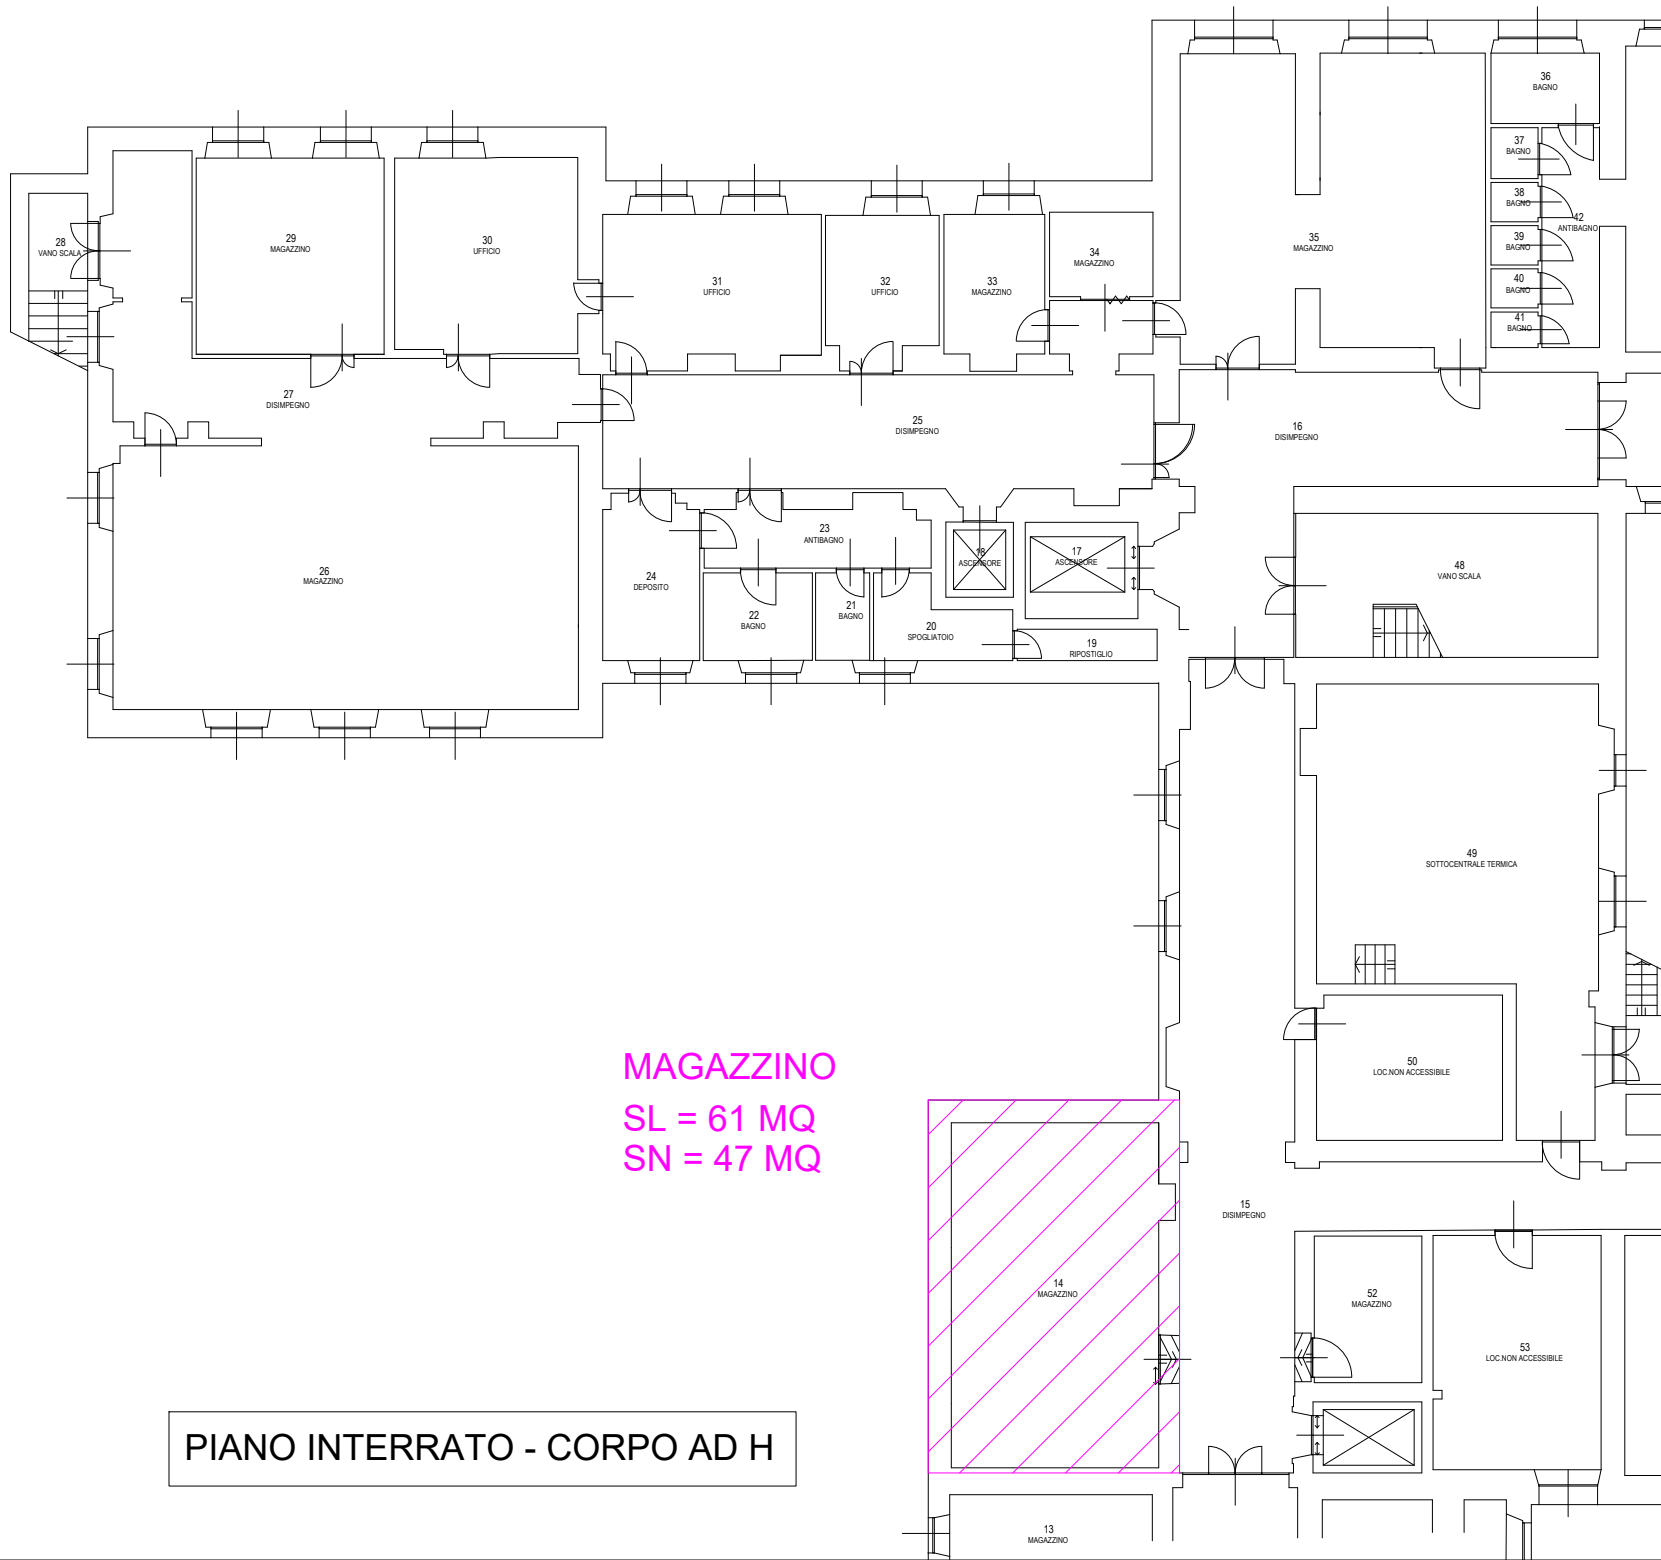 36
BAGNO
37
BAGNO
38
BAGNO
42
ANTIBAGNO
39
BAGNO
40
BAGNO
41
BAGNO
28
VANO SCALA
29
MAGAZZINO
30
UFFICIO
31
UFFICIO
32
UFFICIO
33
MAGAZZINO
34
MAGAZZINO
35
MAGAZZINO
27
DISIMPEGNO
25
DISIMPEGNO
16
DISIMPEGNO
26
MAGAZZINO
24
DEPOSITO
23
ANTIBAGNO
18
ASCENSORE
17
ASCENSORE
48
VANO SCALA
22
BAGNO
21
BAGNO
20
SPOGLIATOIO
19
RIPOSTIGLIO
49
SOTTOCENTRALE TERMICA
50
LOC.NON ACCESSIBILE
MAGAZZINO
SL = 61 MQ
SN = 47 MQ
15
DISIMPEGNO
14
MAGAZZINO
52
MAGAZZINO
53
LOC.NON ACCESSIBILE
PIANO INTERRATO - CORPO AD H
13
MAGAZZINO